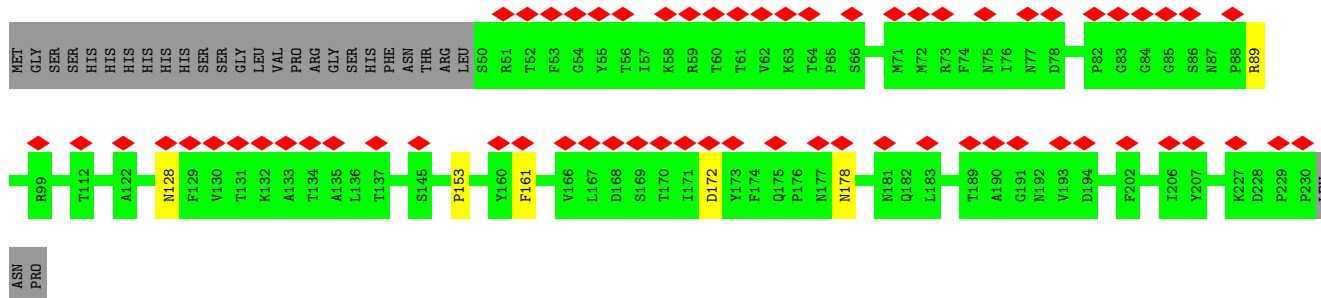 MET GLY SER SER HIS HIS HIS HIS HIS HIS SER SER GLY LEU VAL PRO ARG GLY SER HIS PHE ASN THR ARG LEU S50 R51 T52 F53 G54 Y55 T56 I57 K58 R59 T60 T61 V62 K63 T64 P65 S66 M71 M72 R73 F74 N75 I76 N77 D78 P82 G83 G84 G85 S86 N87 P88 R89
R99 T112 A122 N128 F129 V130 T131 K132 A133 T134 A135 L136 T137 S145 P153 Y160 F161 V166 L167 D168 S169 T170 I171 D172 Y173 F174 Q175 P176 N177 N178 N181 Q182 L183 T189 A190 G191 N192 V193 D194 F202 I206 Y207 K227 D228 P229 P230
ASN PRO